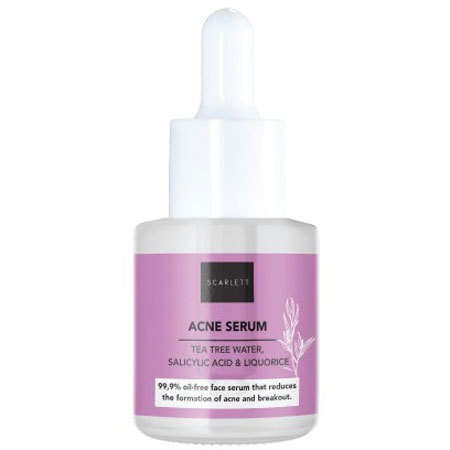 SCARLETT
ACNE SERUM
TEA TREE WATER,
SALICYLIC ACID & LIQUORICE
99,9% oil-free face serum that reduces
the formation of acne and breakout.